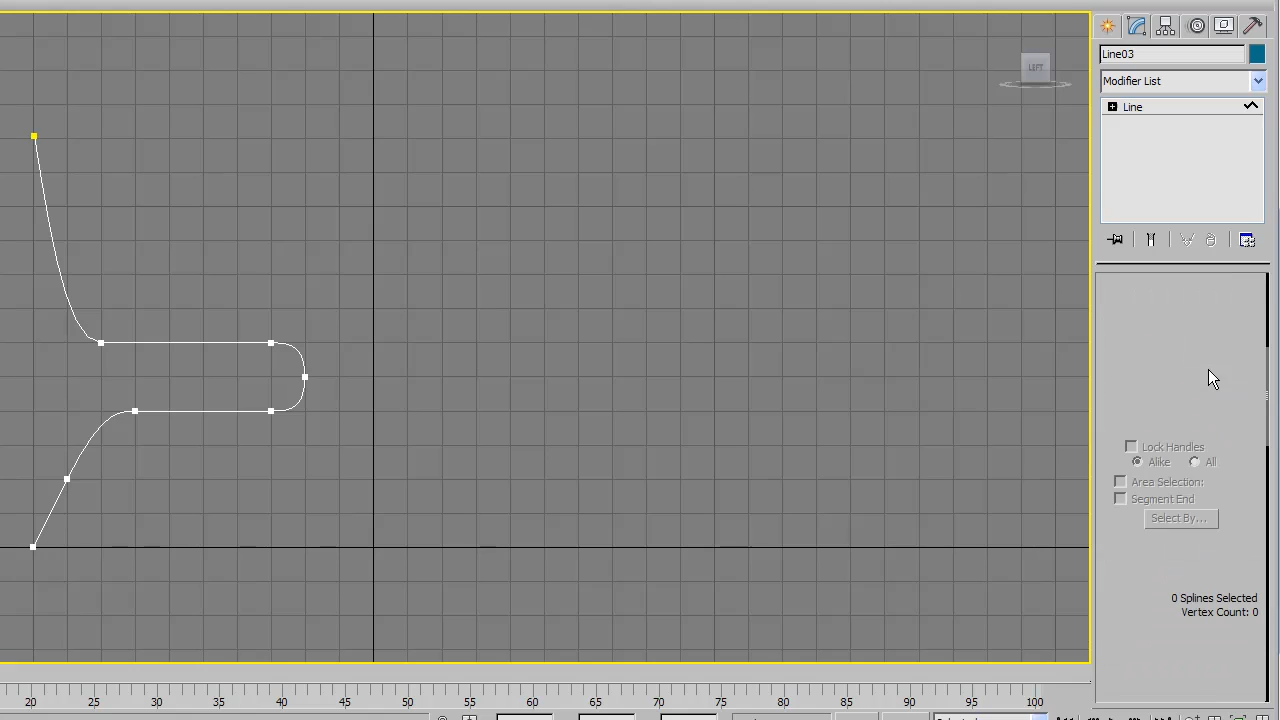 LEFT
Line03
Modifier List
Line
Lock Handles
Alike All
Area Selection:
Segment End
Select By...
0 Splines Selected
Vertex Count: 0
20 25 30 35 40 45 50 55 60 65 70 75 80 85 90 95 100